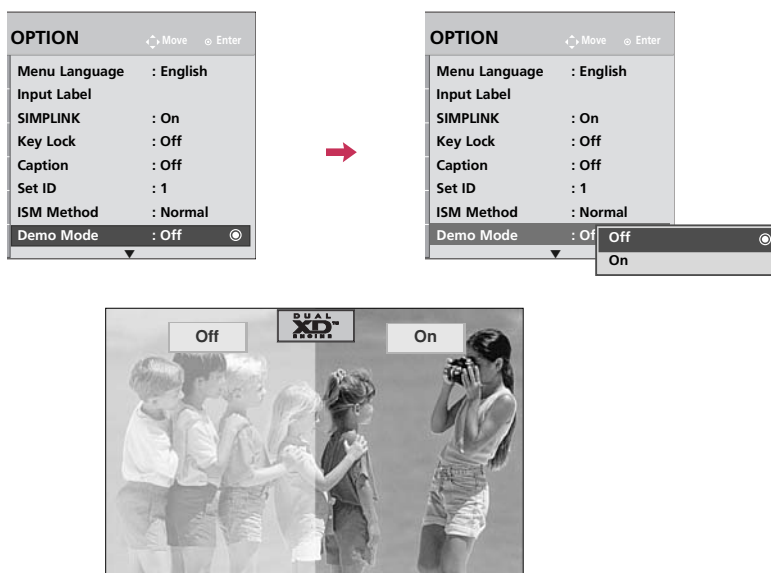 OPTION
Move Enter
Menu Language : English
Input Label
SIMPLINK : On
Key Lock : Off
Caption : Off
Set ID : 1
ISM Method : Normal
Demo Mode : Off
OPTION
Move Enter
Menu Language : English
Input Label
SIMPLINK : On
Key Lock : Off
Caption : Off
Set ID : 1
ISM Method : Normal
Demo Mode : Of
Off
On
Off
DUAL
XD™
ENGINE
On